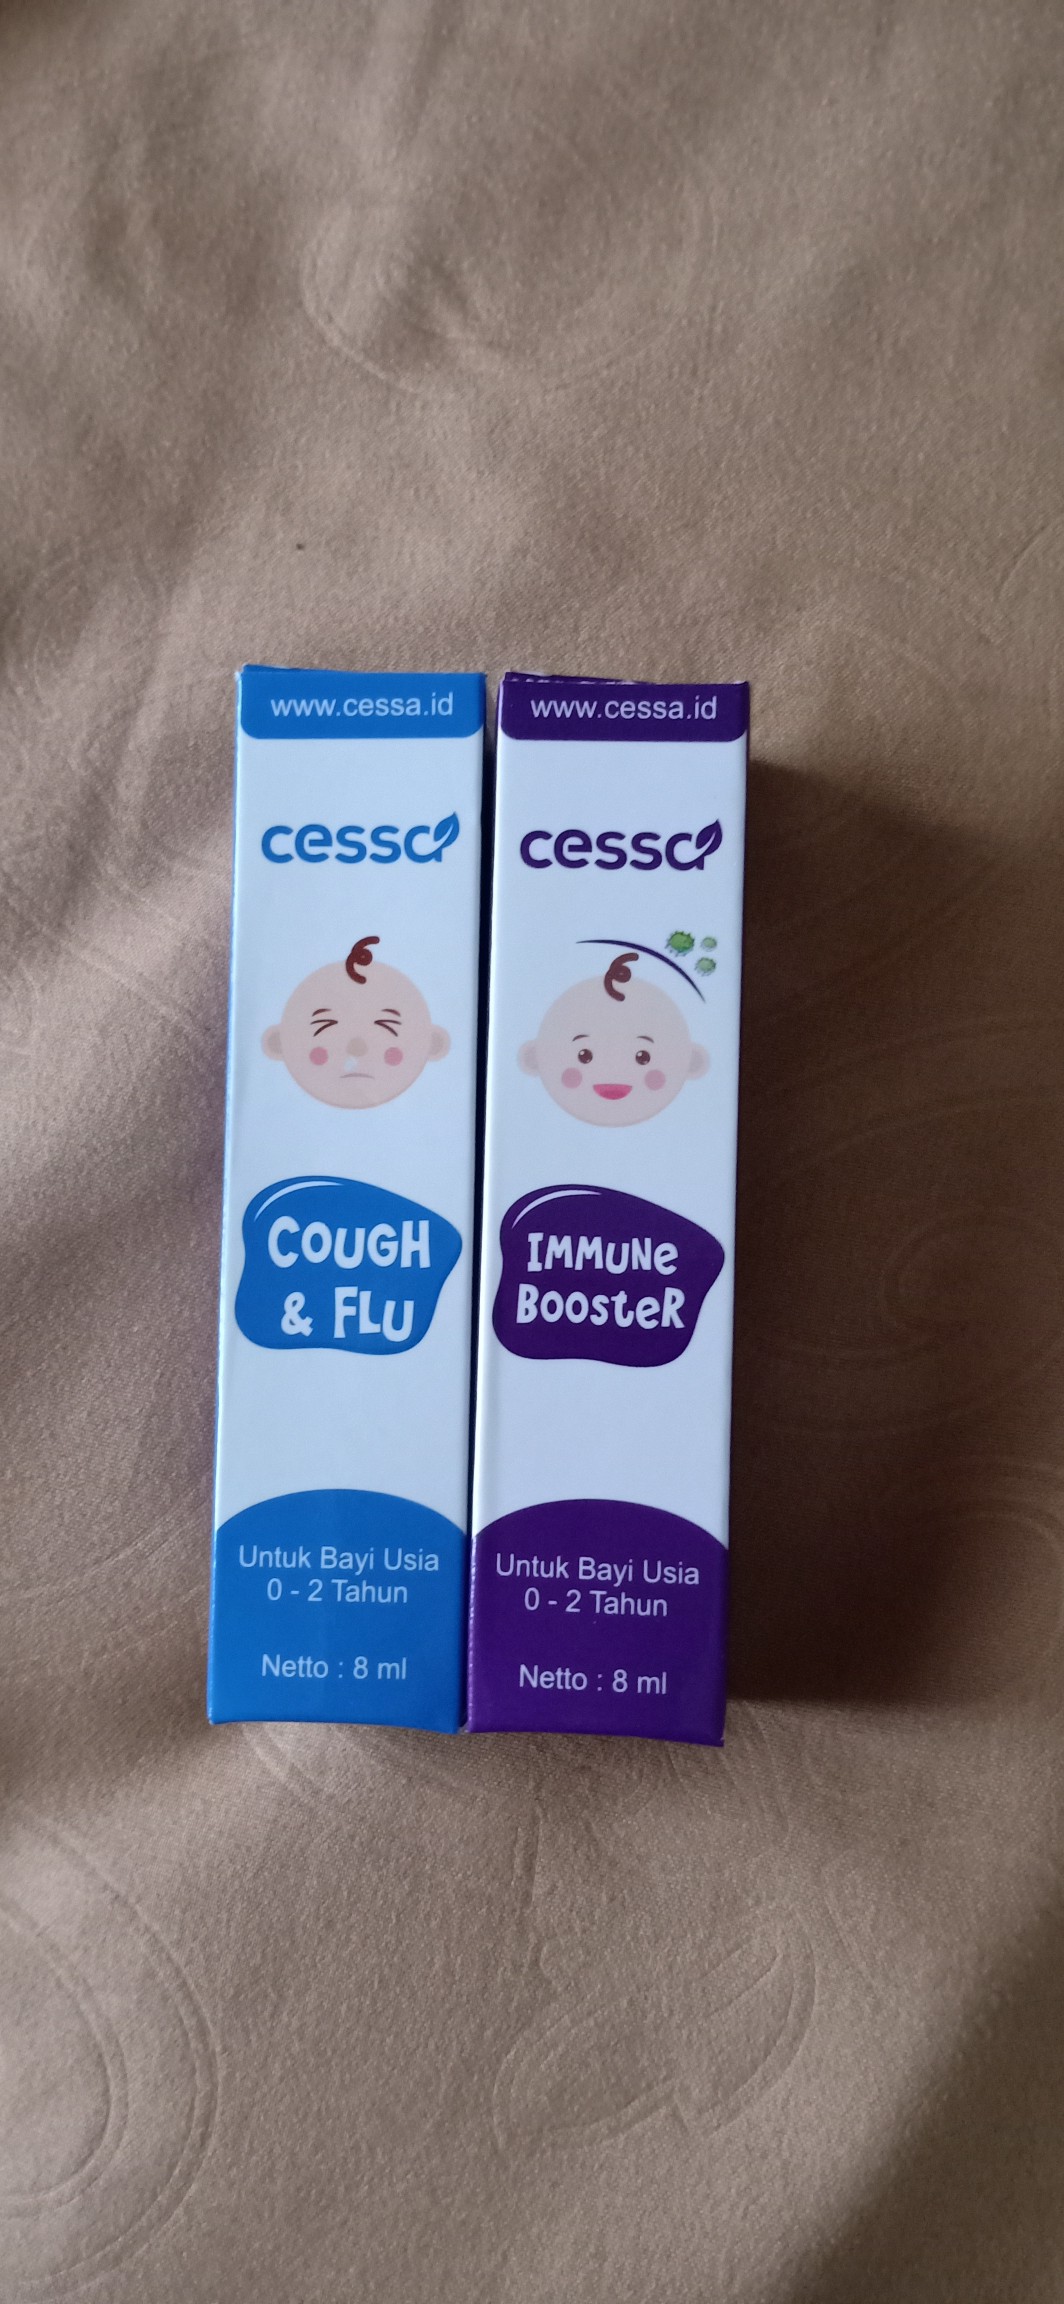 www.cessa.id
cessa
COUGH
& FLU
Untuk Bayi Usia
0 - 2 Tahun
Netto : 8 ml
www.cessa.id
cessa
IMMUNe
BoosteR
Untuk Bayi Usia
0 - 2 Tahun
Netto : 8 ml